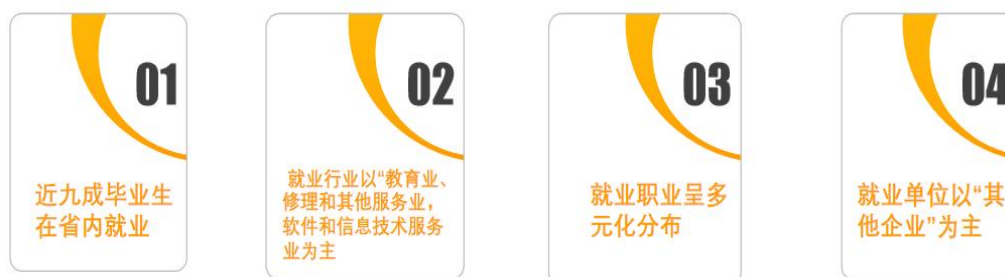 01
近九成毕业生
在省内就业
02
就业行业以“教育业、
修理和其他服务业，
软件和信息技术服务
业为主
03
就业职业呈多
元化分布
04
就业单位以“其
他企业”为主